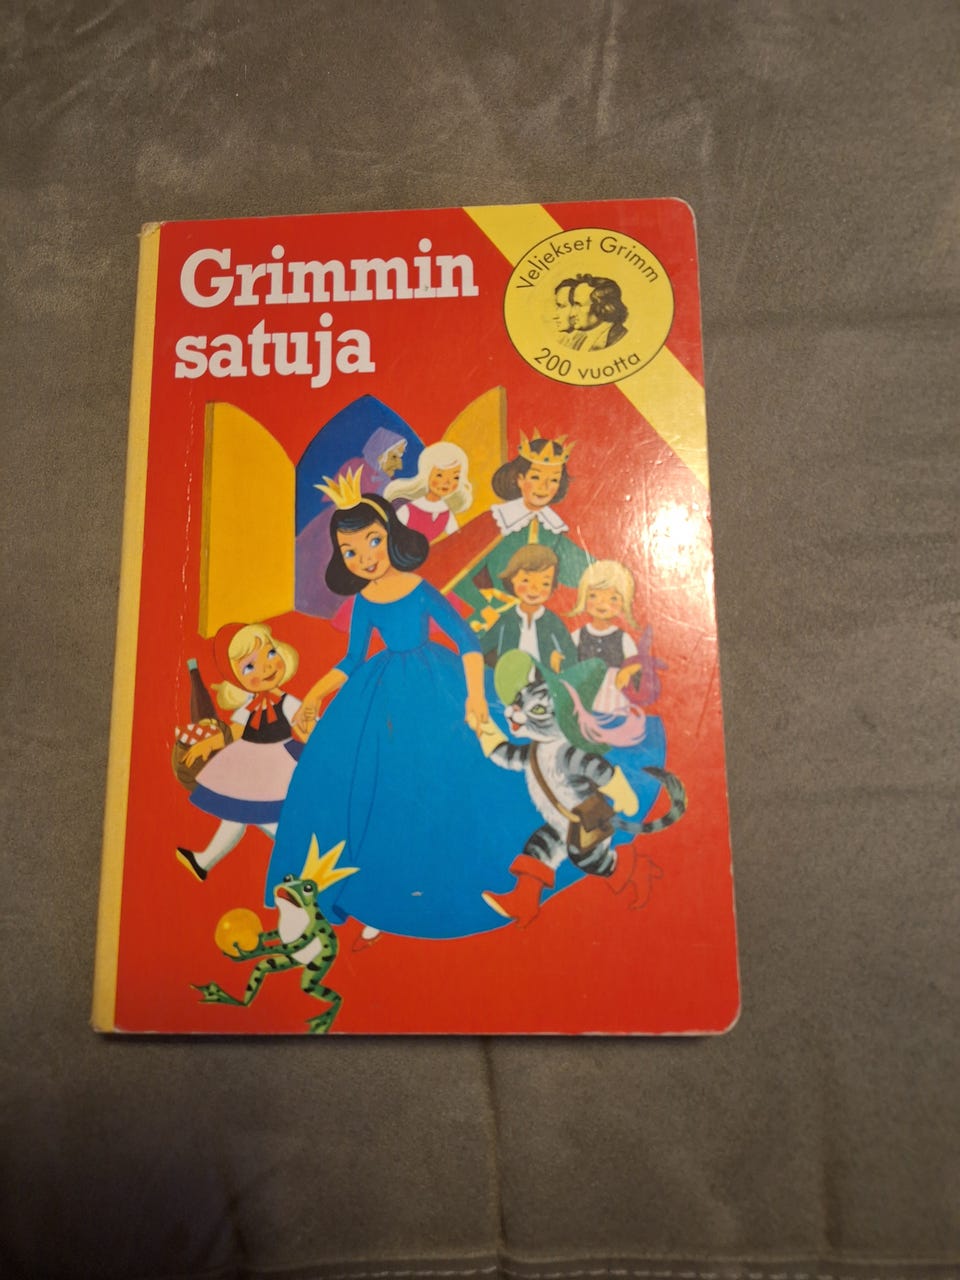 Grimmin
satuja
Veljekset Grimm
200 vuotta